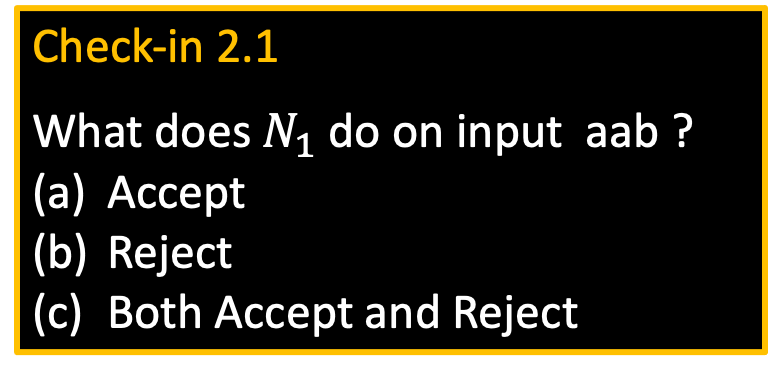 Check-in 2.1
What does 𝑁₁ do on input aab ?
(a) Accept
(b) Reject
(c) Both Accept and Reject